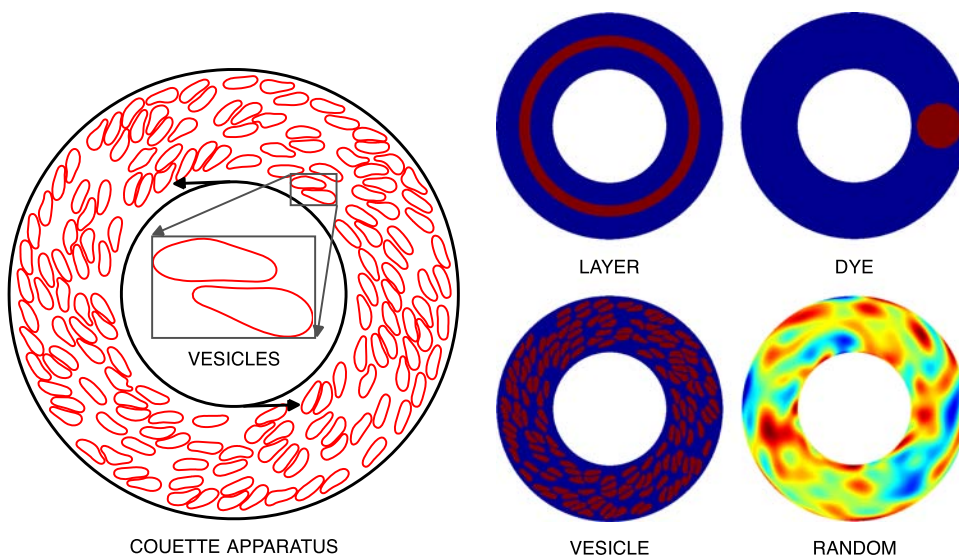 VESICLES
COUETTE APPARATUS
LAYER
DYE
VESICLE
RANDOM